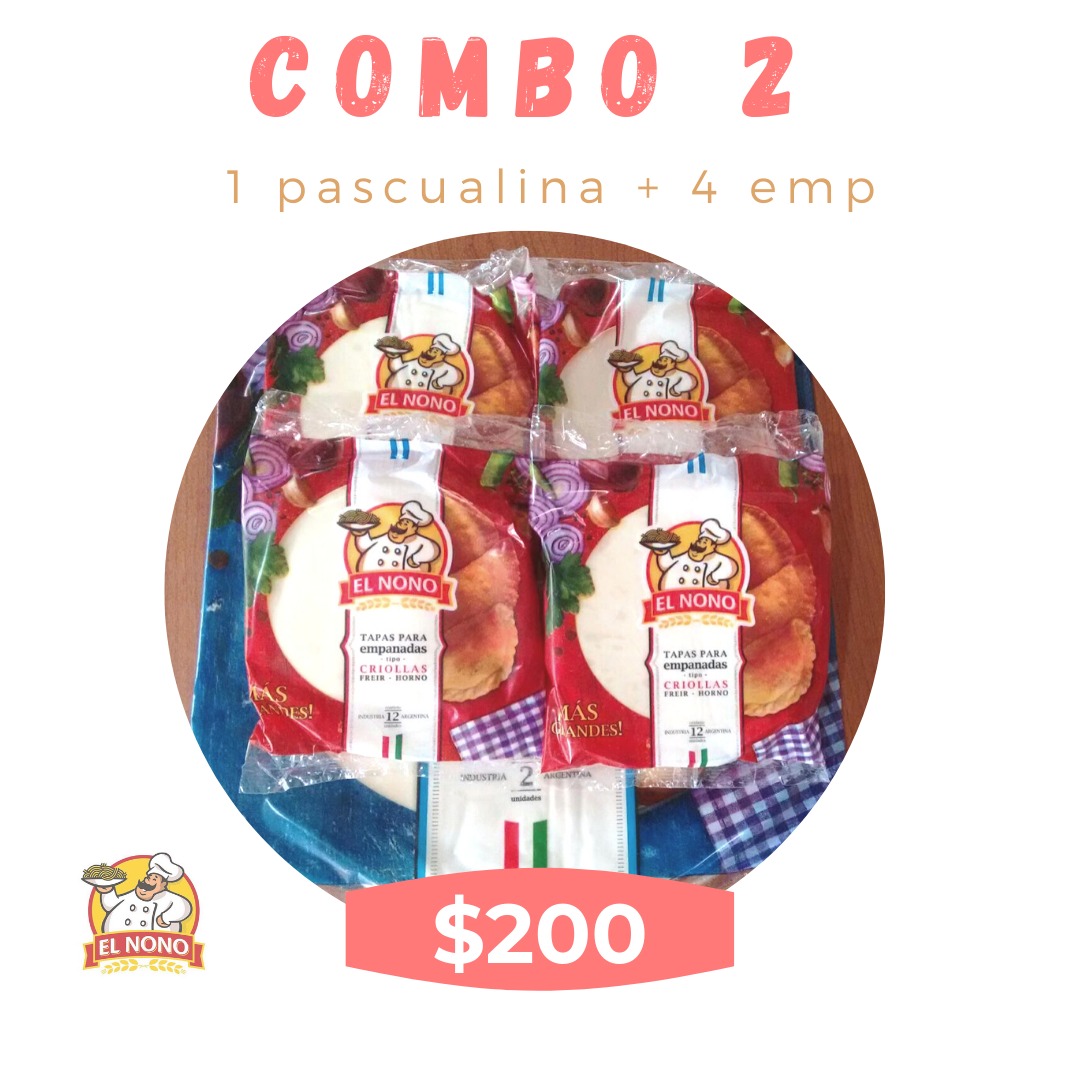 COMBO 2
1 pascualina + 4 emp
EL NONO
EL NONO
EL NONO
TAPAS PARA
empanadas
- tipo -
CRIOLLAS
FREIR - HORNO
MÁS
GRANDES!
INDUSTRIA 12 ARGENTINA
EL NONO
TAPAS PARA
empanadas
- tipo -
CRIOLLAS
FREIR - HORNO
MÁS
GRANDES!
INDUSTRIA 12 ARGENTINA
INDUSTRIA 2 ARGENTINA
unidades
EL NONO
$200